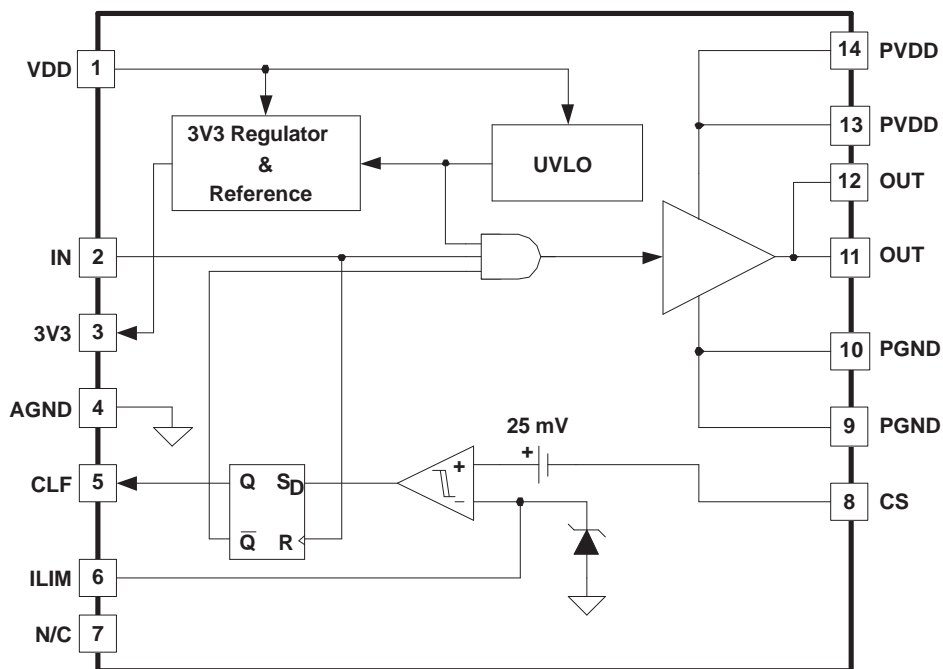 VDD 1
3V3 Regulator
&
Reference
UVLO
14 PVDD
13 PVDD
12 OUT
IN 2
11 OUT
3V3 3
10 PGND
AGND 4
9 PGND
25 mV
+
CLF 5
Q SD
+
-
8 CS
Q̅ R
ILIM 6
N/C 7